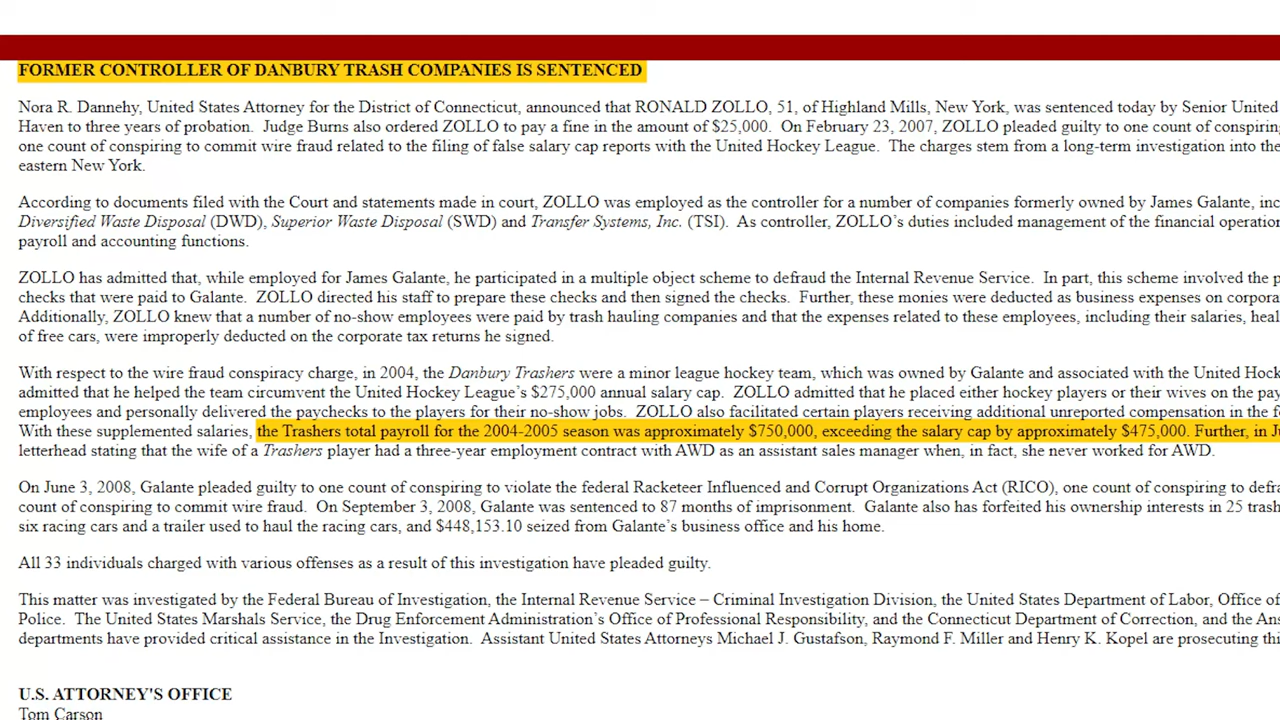 FORMER CONTROLLER OF DANBURY TRASH COMPANIES IS SENTENCED
Nora R. Dannehy, United States Attorney for the District of Connecticut, announced that RONALD ZOLLO, 51, of Highland Mills, New York, was sentenced today by Senior United
Haven to three years of probation. Judge Burns also ordered ZOLLO to pay a fine in the amount of $25,000. On February 23, 2007, ZOLLO pleaded guilty to one count of conspiring
one count of conspiring to commit wire fraud related to the filing of false salary cap reports with the United Hockey League. The charges stem from a long-term investigation into the
eastern New York.
According to documents filed with the Court and statements made in court, ZOLLO was employed as the controller for a number of companies formerly owned by James Galante, inc
Diversified Waste Disposal (DWD), Superior Waste Disposal (SWD) and Transfer Systems, Inc. (TSI). As controller, ZOLLO’s duties included management of the financial operatio
payroll and accounting functions.
ZOLLO has admitted that, while employed for James Galante, he participated in a multiple object scheme to defraud the Internal Revenue Service. In part, this scheme involved the p
checks that were paid to Galante. ZOLLO directed his staff to prepare these checks and then signed the checks. Further, these monies were deducted as business expenses on corpora
Additionally, ZOLLO knew that a number of no-show employees were paid by trash hauling companies and that the expenses related to these employees, including their salaries, heal
of free cars, were improperly deducted on the corporate tax returns he signed.
With respect to the wire fraud conspiracy charge, in 2004, the Danbury Trashers were a minor league hockey team, which was owned by Galante and associated with the United Hock
admitted that he helped the team circumvent the United Hockey League’s $275,000 annual salary cap. ZOLLO admitted that he placed either hockey players or their wives on the pay
employees and personally delivered the paychecks to the players for their no-show jobs. ZOLLO also facilitated certain players receiving additional unreported compensation in the f
With these supplemented salaries, the Trashers total payroll for the 2004-2005 season was approximately $750,000, exceeding the salary cap by approximately $475,000. Further, in Ju
letterhead stating that the wife of a Trashers player had a three-year employment contract with AWD as an assistant sales manager when, in fact, she never worked for AWD.
On June 3, 2008, Galante pleaded guilty to one count of conspiring to violate the federal Racketeer Influenced and Corrupt Organizations Act (RICO), one count of conspiring to defra
count of conspiring to commit wire fraud. On September 3, 2008, Galante was sentenced to 87 months of imprisonment. Galante also has forfeited his ownership interests in 25 trash
six racing cars and a trailer used to haul the racing cars, and $448,153.10 seized from Galante’s business office and his home.
All 33 individuals charged with various offenses as a result of this investigation have pleaded guilty.
This matter was investigated by the Federal Bureau of Investigation, the Internal Revenue Service – Criminal Investigation Division, the United States Department of Labor, Office of
Police. The United States Marshals Service, the Drug Enforcement Administration’s Office of Professional Responsibility, and the Connecticut Department of Correction, and the Ans
departments have provided critical assistance in the Investigation. Assistant United States Attorneys Michael J. Gustafson, Raymond F. Miller and Henry K. Kopel are prosecuting thi
U.S. ATTORNEY'S OFFICE
Tom Carson